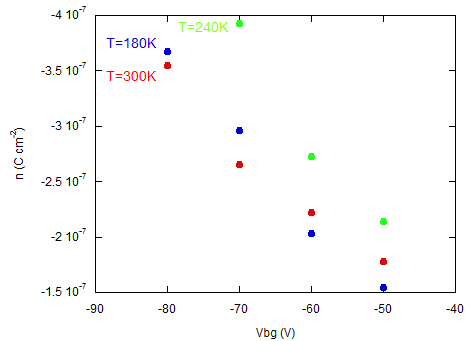 -4 10⁻⁷
T=240K
T=180K
-3.5 10⁻⁷
T=300K
-3 10⁻⁷
n (C cm⁻²)
-2.5 10⁻⁷
-2 10⁻⁷
-1.5 10⁻⁷
-90 -80 -70 -60 -50 -40
Vbg (V)